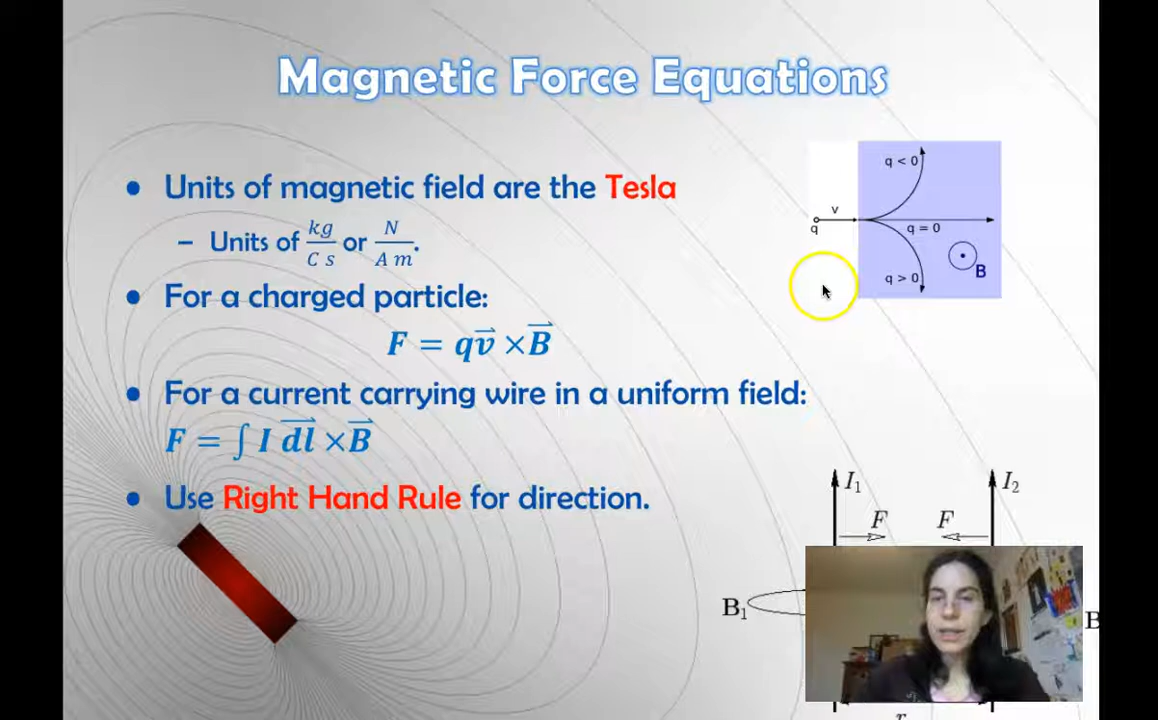 Magnetic Force Equations
• Units of magnetic field are the Tesla
– Units of kg/C s or N/A m.
• For a charged particle:
F = qv⃗ × B⃗
• For a current carrying wire in a uniform field:
F = ∫ I dl⃗ × B⃗
• Use Right Hand Rule for direction.
q < 0
v
q
q = 0
B
q > 0
I₁
I₂
F
F
B₁
B
r